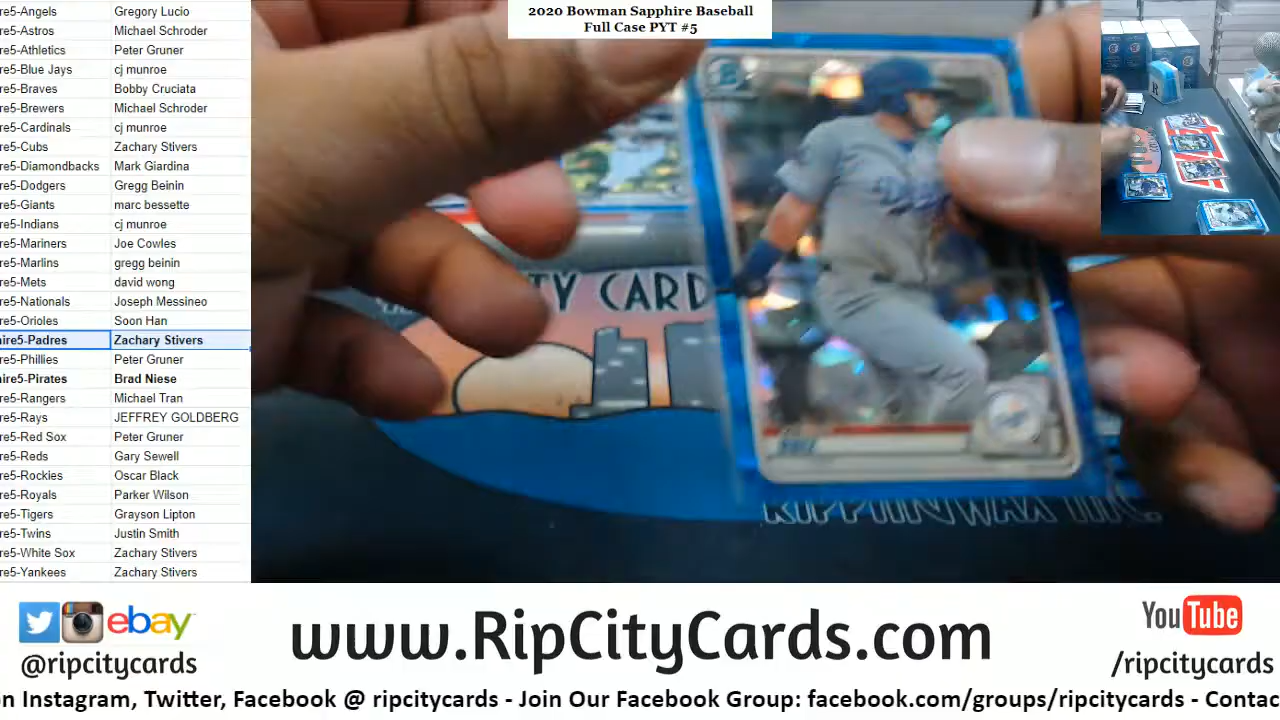 2020 Bowman Sapphire Baseball
Full Case PYT #5
re5-Angels Gregory Lucio
re5-Astros Michael Schroder
re5-Athletics Peter Gruner
re5-Blue Jays cj munroe
re5-Braves Bobby Cruciata
re5-Brewers Michael Schroder
re5-Cardinals cj munroe
re5-Cubs Zachary Stivers
re5-Diamondbacks Mark Giardina
re5-Dodgers Gregg Beinin
re5-Giants marc bessette
re5-Indians cj munroe
re5-Mariners Joe Cowles
re5-Marlins gregg beinin
re5-Mets david wong
re5-Nationals Joseph Messineo
re5-Orioles Soon Han
ire5-Padres Zachary Stivers
re5-Phillies Peter Gruner
ire5-Pirates Brad Niese
re5-Rangers Michael Tran
re5-Rays JEFFREY GOLDBERG
re5-Red Sox Peter Gruner
re5-Reds Gary Sewell
re5-Rockies Oscar Black
re5-Royals Parker Wilson
re5-Tigers Grayson Lipton
re5-Twins Justin Smith
re5-White Sox Zachary Stivers
re5-Yankees Zachary Stivers
TY CARD
RUIZ
RIPPINWAX INC.
ebay
@ripcitycards
www.RipCityCards.com
YouTube
/ripcitycards
n Instagram, Twitter, Facebook @ ripcitycards - Join Our Facebook Group: facebook.com/groups/ripcitycards - Contac